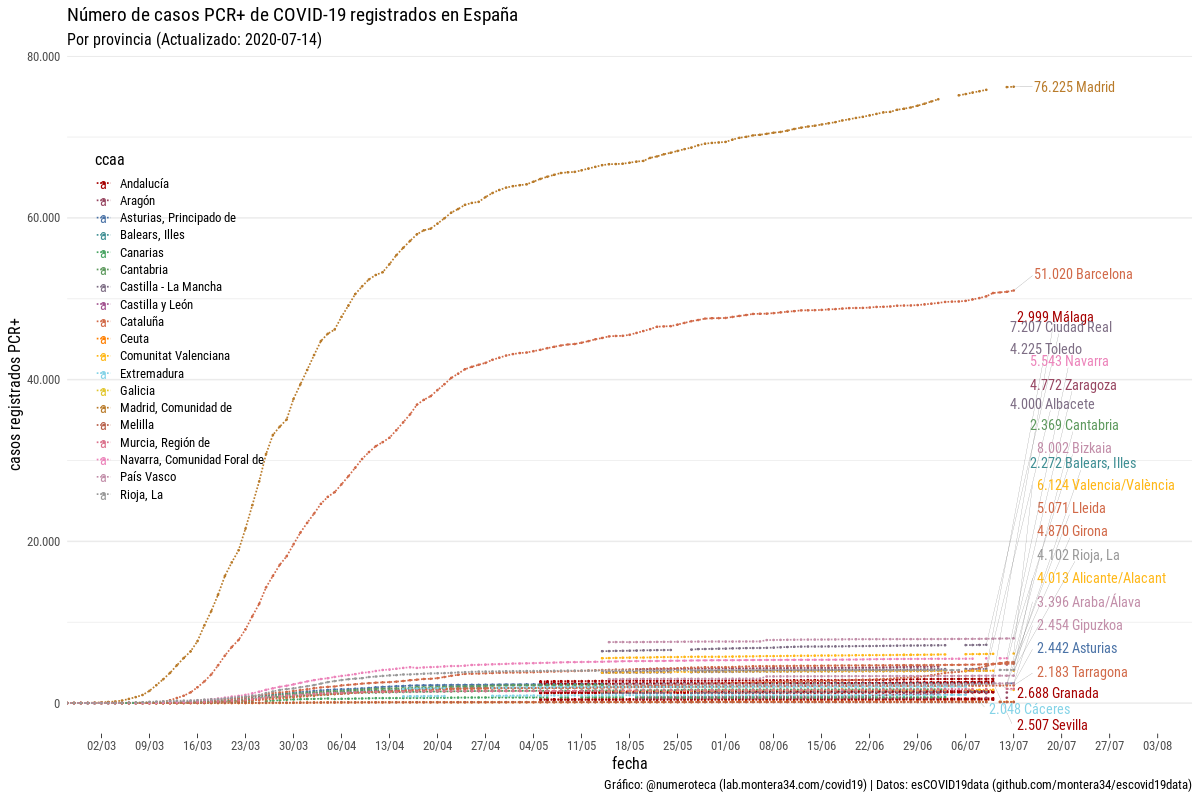 Número de casos PCR+ de COVID-19 registrados en España
Por provincia (Actualizado: 2020-07-14)
80.000
60.000
40.000
20.000
0
casos registrados PCR+
ccaa
Andalucía
Aragón
Asturias, Principado de
Balears, Illes
Canarias
Cantabria
Castilla - La Mancha
Castilla y León
Cataluña
Ceuta
Comunitat Valenciana
Extremadura
Galicia
Madrid, Comunidad de
Melilla
Murcia, Región de
Navarra, Comunidad Foral de
País Vasco
Rioja, La
76.225 Madrid
51.020 Barcelona
2.999 Málaga
7.207 Ciudad Real
4.225 Toledo
5.543 Navarra
4.772 Zaragoza
4.000 Albacete
2.369 Cantabria
8.002 Bizkaia
2.272 Balears, Illes
6.124 Valencia/València
5.071 Lleida
4.870 Girona
4.102 Rioja, La
4.013 Alicante/Alacant
3.396 Araba/Álava
2.454 Gipuzkoa
2.442 Asturias
2.183 Tarragona
2.688 Granada
2.048 Cáceres
2.507 Sevilla
02/03 09/03 16/03 23/03 30/03 06/04 13/04 20/04 27/04 04/05 11/05 18/05 25/05 01/06 08/06 15/06 22/06 29/06 06/07 13/07 20/07 27/07 03/08
fecha
Gráfico: @numeroteca (lab.montera34.com/covid19) | Datos: esCOVID19data (github.com/montera34/escovid19data)